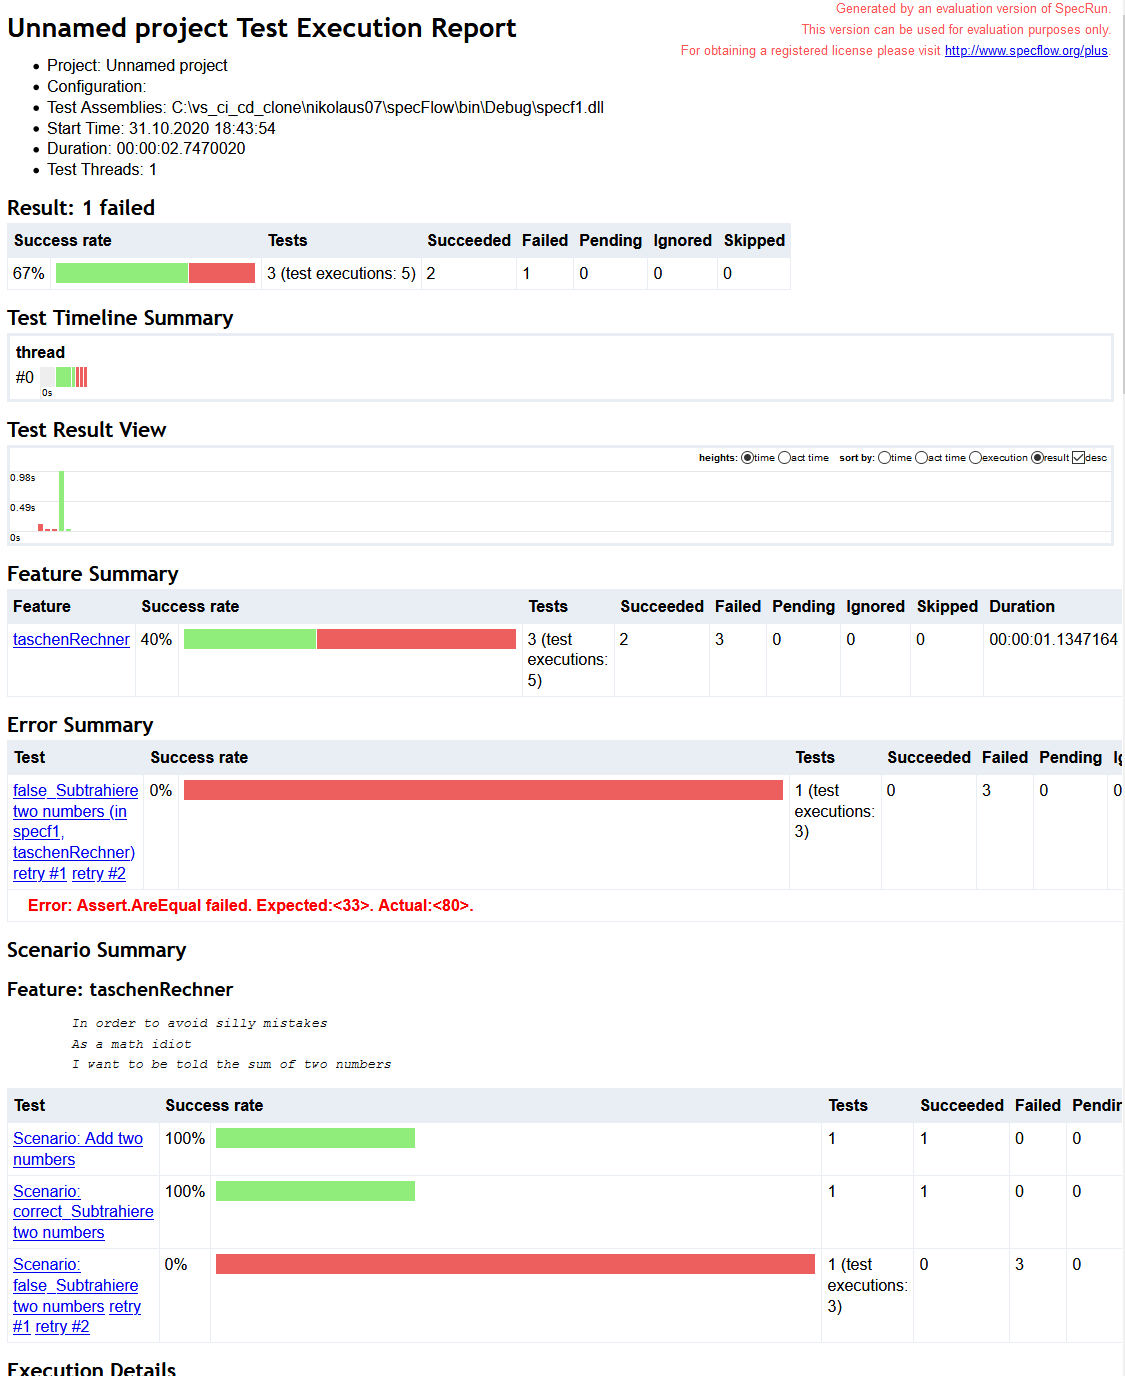 Generated by an evaluation version of SpecRun.
This version can be used for evaluation purposes only.
For obtaining a registered license please visit http://www.specflow.org/plus.
Unnamed project Test Execution Report
Project: Unnamed project
Configuration:
Test Assemblies: C:\vs_ci_cd_clone\nikolaus07\specFlow\bin\Debug\specf1.dll
Start Time: 31.10.2020 18:43:54
Duration: 00:00:02.7470020
Test Threads: 1
Result: 1 failed
Success rate Tests Succeeded Failed Pending Ignored Skipped
67% 3 (test executions: 5) 2 1 0 0 0
Test Timeline Summary
thread
#0
0s
Test Result View
heights: time act time sort by: time act time execution result desc
0.98s
0.49s
0s
Feature Summary
Feature Success rate Tests Succeeded Failed Pending Ignored Skipped Duration
taschenRechner 40% 3 (test 2 3 0 0 0 00:00:01.1347164
executions:
5)
Error Summary
Test Success rate Tests Succeeded Failed Pending
false_Subtrahiere 0% 1 (test 0 3 0 0
two numbers (in executions:
specf1, 3)
taschenRechner)
retry #1 retry #2
Error: Assert.AreEqual failed. Expected:<33>. Actual:<80>.
Scenario Summary
Feature: taschenRechner
In order to avoid silly mistakes
As a math idiot
I want to be told the sum of two numbers
Test Success rate Tests Succeeded Failed Pendin
Scenario: Add two 100% 1 1 0 0
numbers
Scenario: 100% 1 1 0 0
correct_Subtrahiere
two numbers
Scenario: 0% 1 (test 0 3 0
false_Subtrahiere executions:
two numbers retry 3)
#1 retry #2
Execution Details